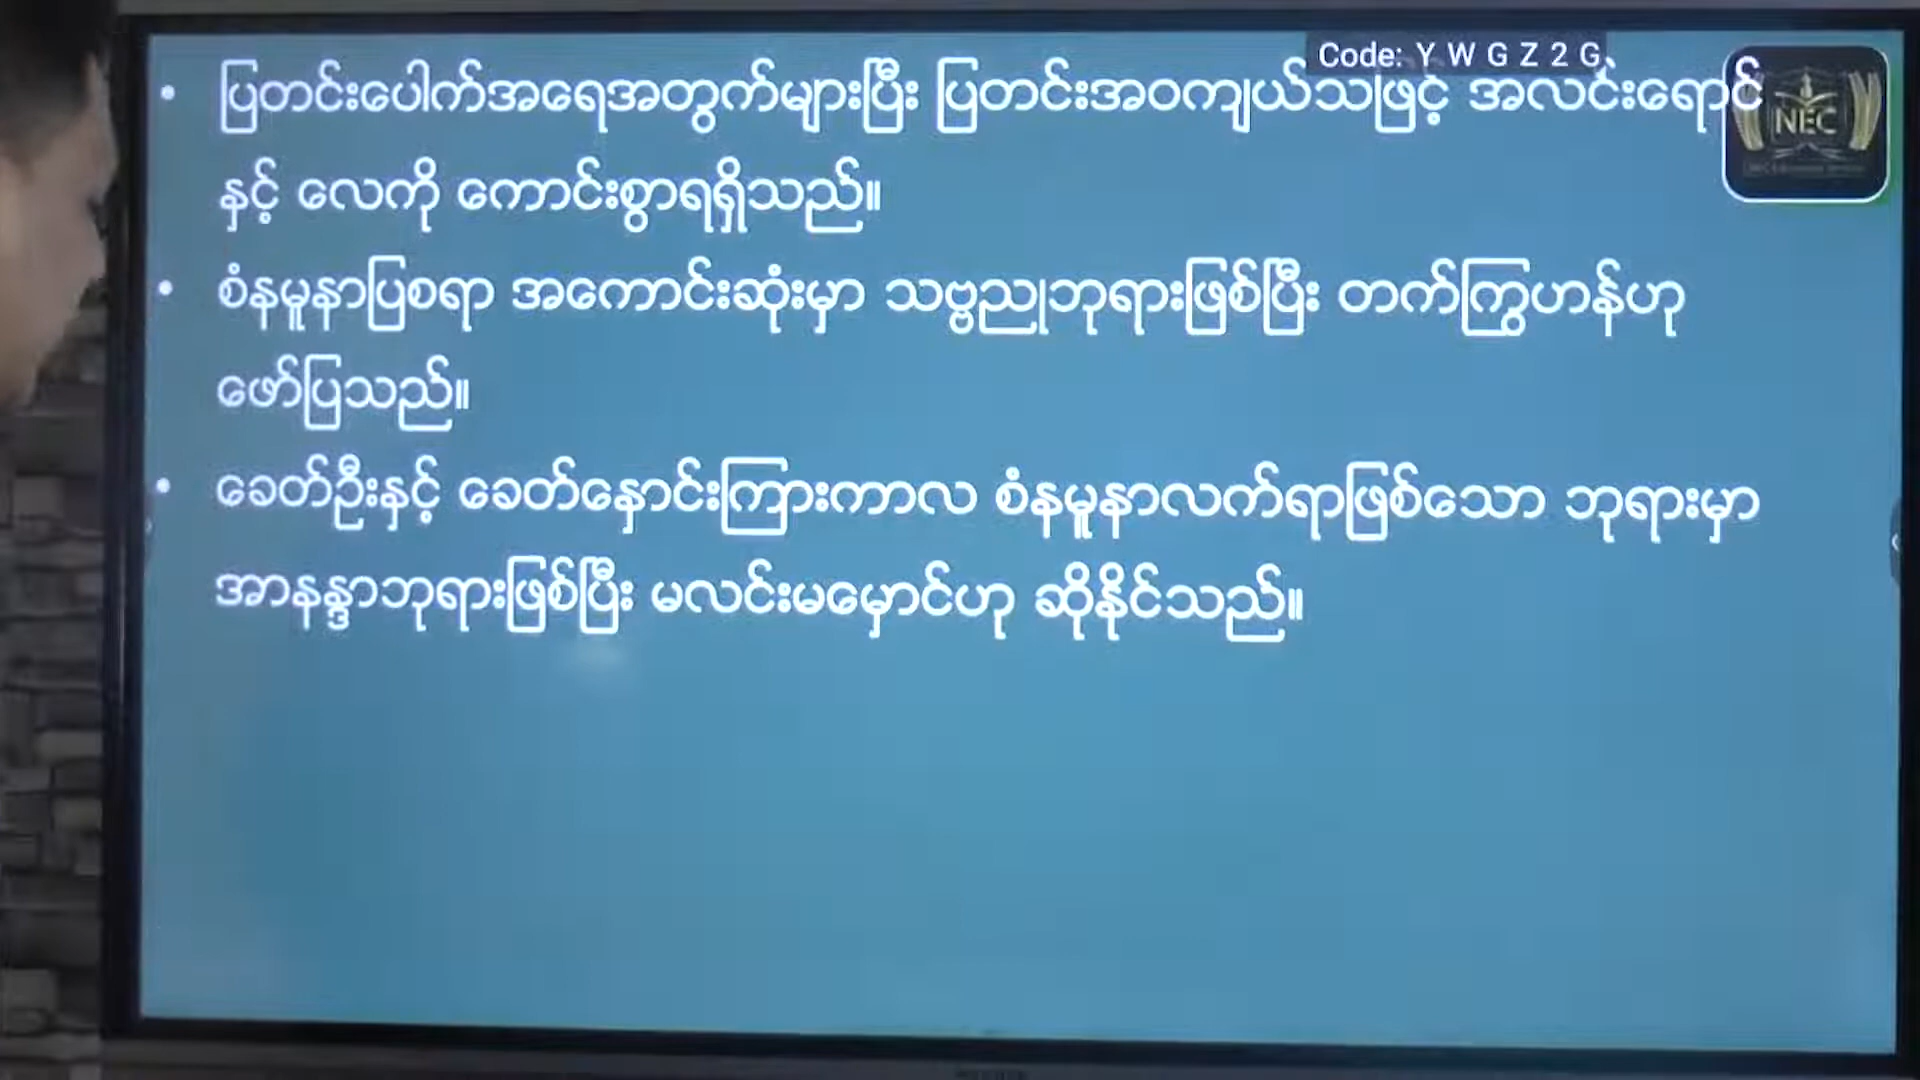 Code: Y W G Z 2 G
• ပြတင်းပေါက်အရေအတွက်များပြီး ပြတင်းအဝကျယ်သဖြင့် အလင်းရောင်
နှင့် လေကို ကောင်းစွာရရှိသည်။
• စံနမူနာပြစရာ အကောင်းဆုံးမှာ သဗ္ဗညုဘုရားဖြစ်ပြီး တက်ကြွဟန်ဟု
ဖော်ပြသည်။
• ခေတ်ဦးနှင့် ခေတ်နှောင်းကြားကာလ စံနမူနာလက်ရာဖြစ်သော ဘုရားမှာ
အာနန္ဒာဘုရားဖြစ်ပြီး မလင်းမမှောင်ဟု ဆိုနိုင်သည်။
NEC